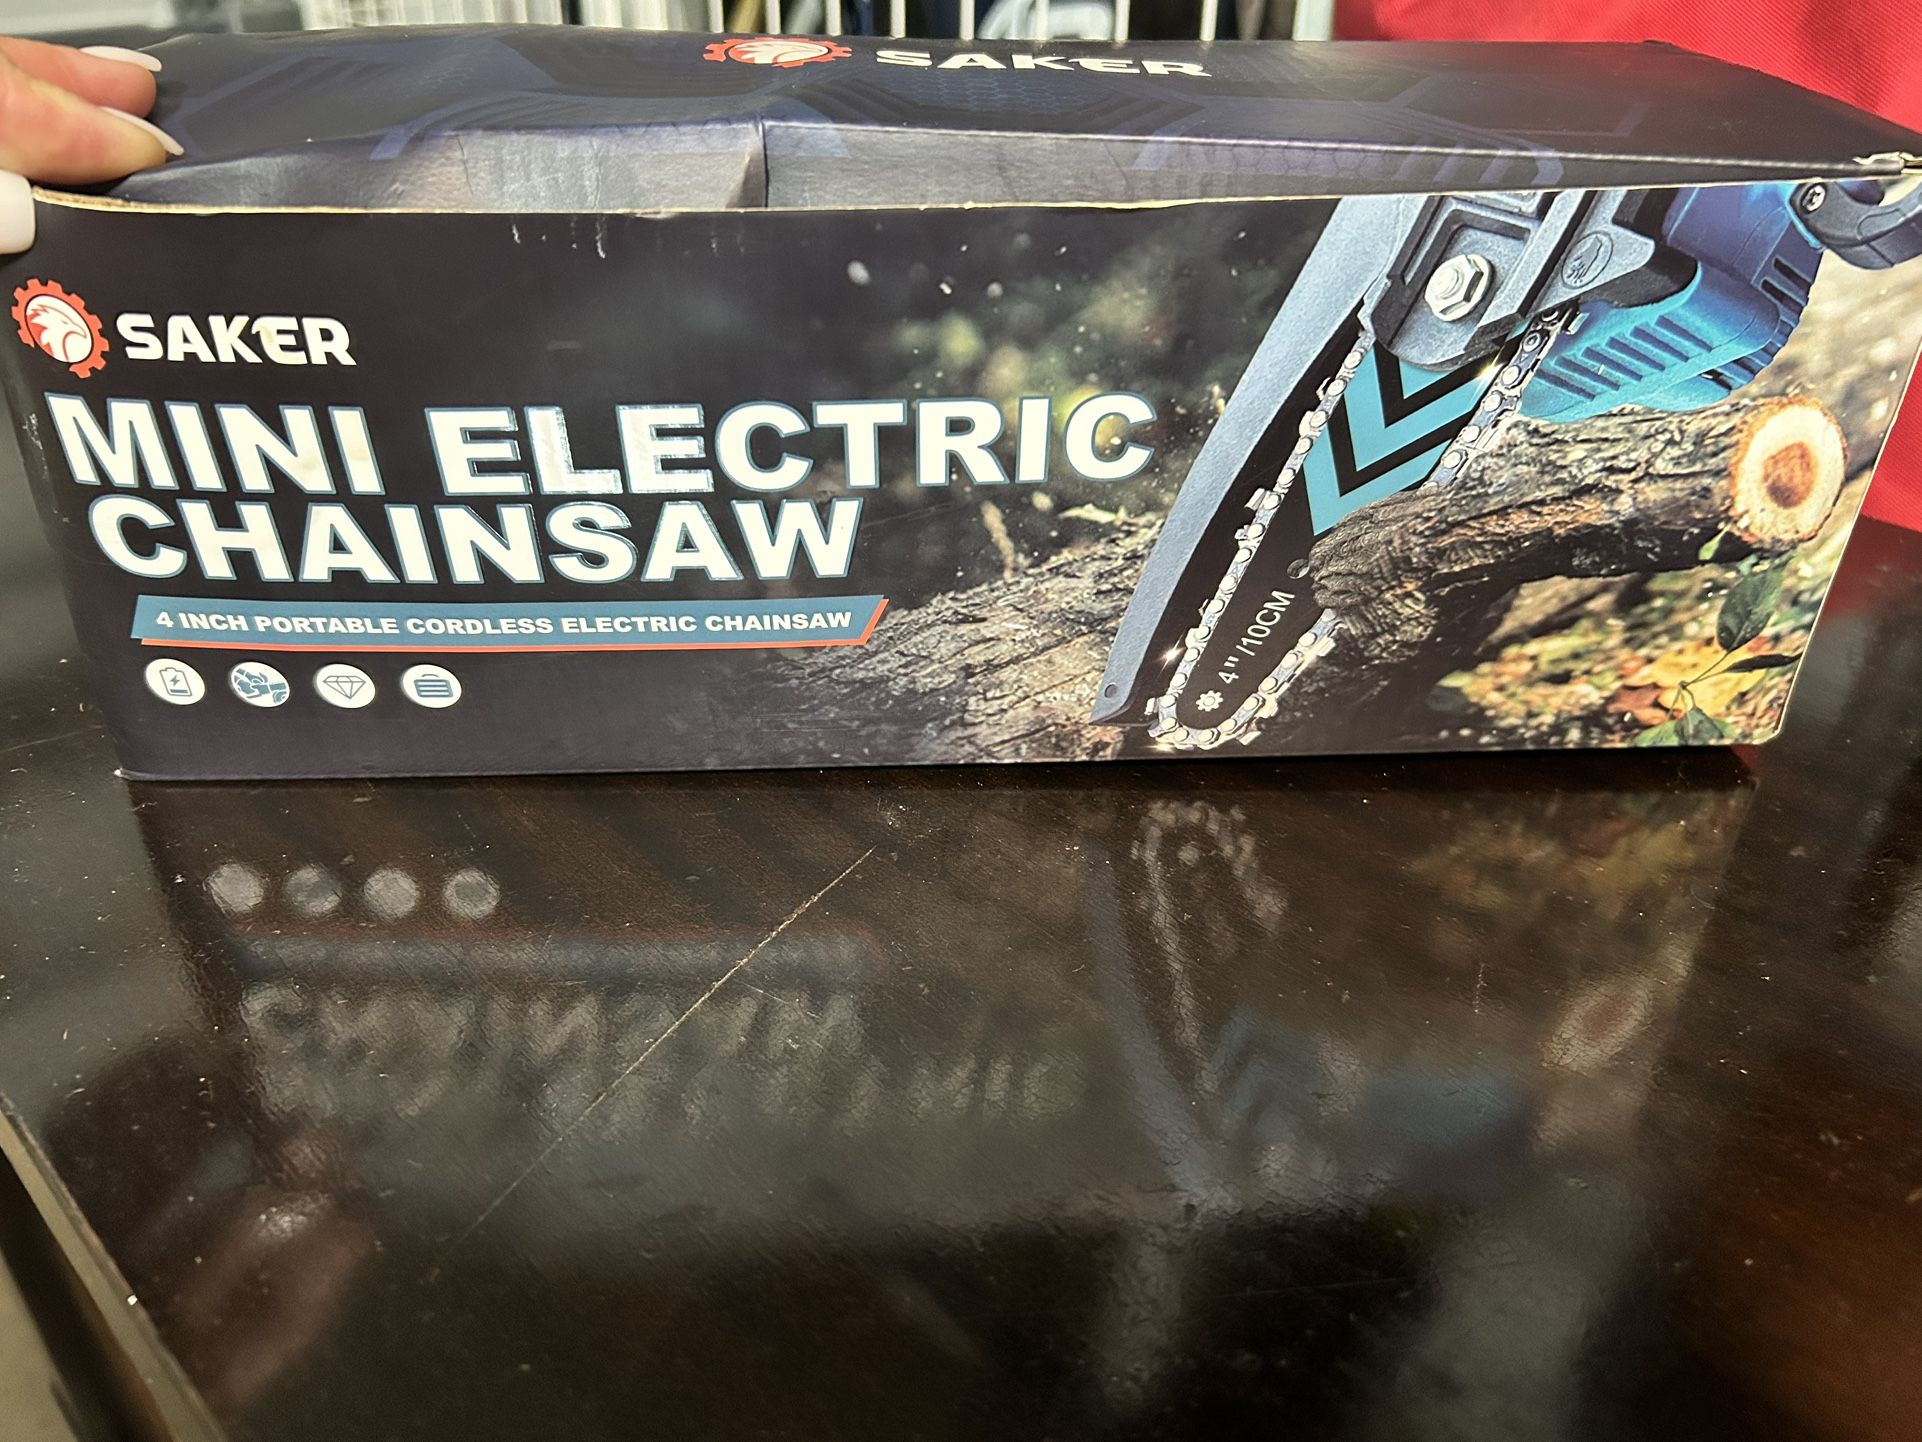 SAKER
SAKER
MINI ELECTRIC
CHAINSAW
4 INCH PORTABLE CORDLESS ELECTRIC CHAINSAW
4"/10CM